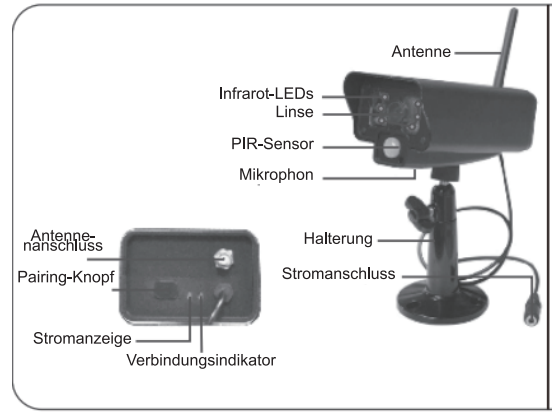 Antenne
Infrarot-LEDs
Linse
PIR-Sensor
Mikrophon
Antenne-
nanschluss
Halterung
Pairing-Knopf
Stromanschluss
Stromanzeige
Verbindungsindikator